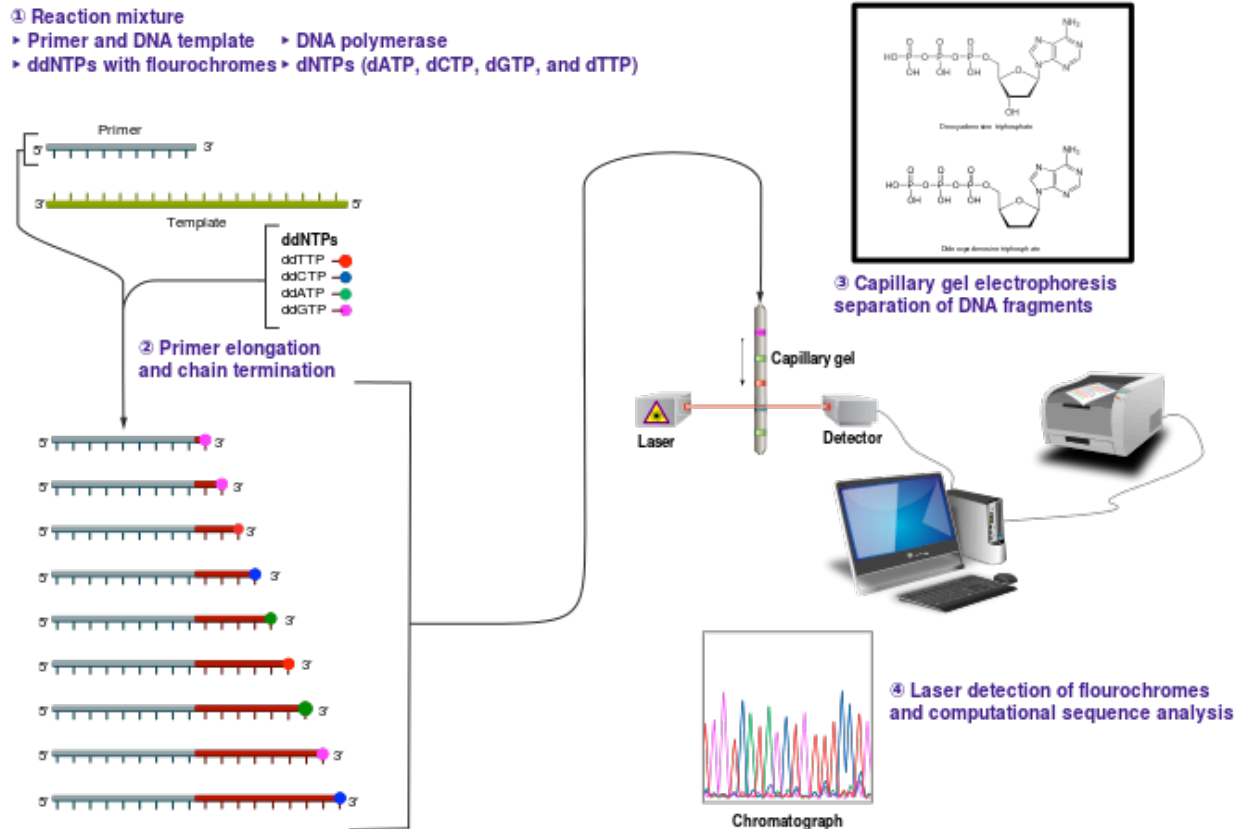 ① Reaction mixture
▸ Primer and DNA template ▸ DNA polymerase
▸ ddNTPs with flourochromes ▸ dNTPs (dATP, dCTP, dGTP, and dTTP)
Primer
5' 3'
3' 5'
Template
ddNTPs
ddTTP
ddCTP
ddATP
ddGTP
② Primer elongation
and chain termination
5' 3'
5' 3'
5' 3'
5' 3'
5' 3'
5' 3'
5' 3'
5' 3'
5' 3'
NH₂
N N
N N
O O O
HO P O P O P O
OH OH OH
O
OH
triphosphate
NH₂
N N
N N
O O O
HO P O P O P O
OH OH OH
O
③ Capillary gel electrophoresis
separation of DNA fragments
Capillary gel
Laser
Detector
④ Laser detection of flourochromes
and computational sequence analysis
Chromatograph